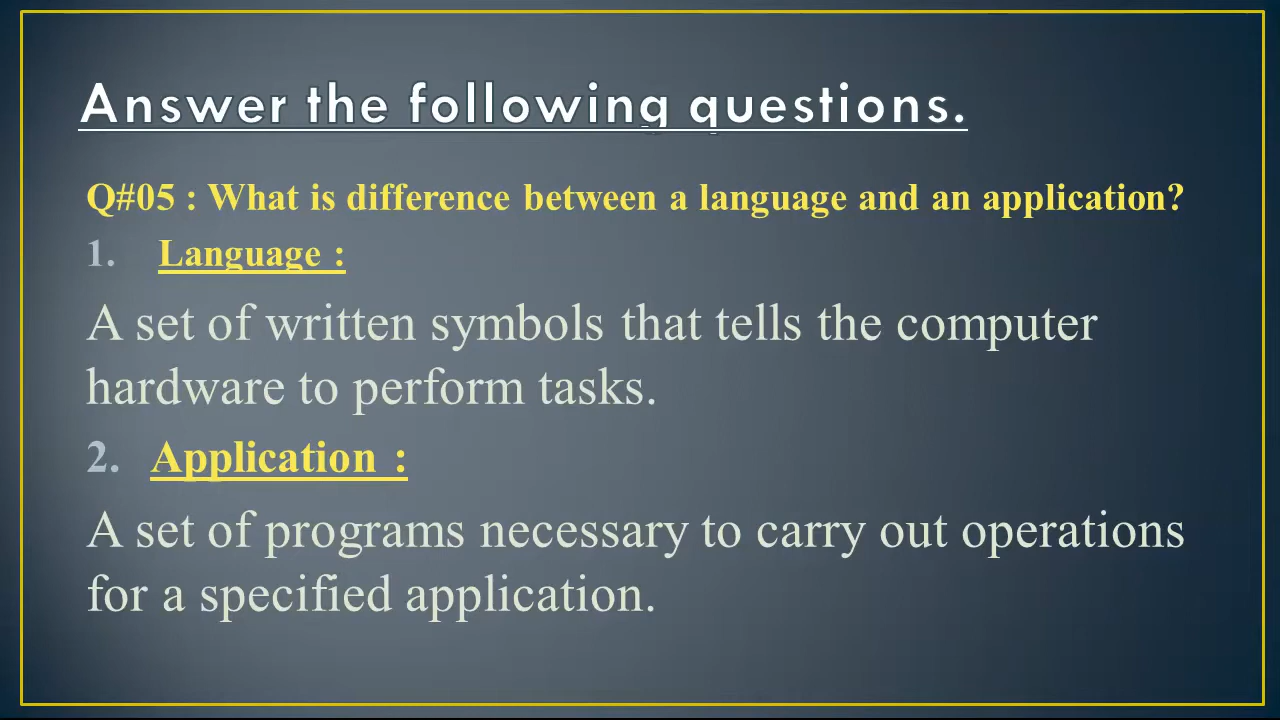 Answer the following questions.
Q#05 : What is difference between a language and an application?
1. Language :
A set of written symbols that tells the computer
hardware to perform tasks.
2. Application :
A set of programs necessary to carry out operations
for a specified application.